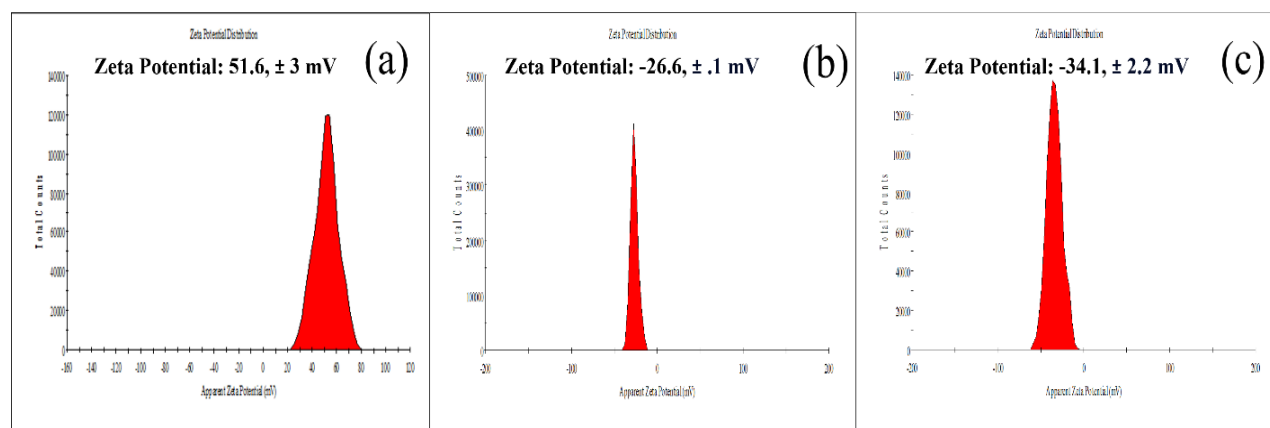 Zeta Potential Distribution
Zeta Potential: 51.6, ± 3 mV
(a)
140000
120000
100000
80000
60000
40000
20000
0
Total Counts
-160 -140 -120 -100 -80 -60 -40 -20 0 20 40 60 80 100 120
Apparent Zeta Potential (mV)
Zeta Potential Distribution
Zeta Potential: -26.6, ± .1 mV
(b)
500000
400000
300000
200000
100000
0
Total Counts
-200 -100 0 100 200
Apparent Zeta Potential (mV)
Zeta Potential Distribution
Zeta Potential: -34.1, ± 2.2 mV
(c)
140000
120000
100000
80000
60000
40000
20000
0
Total Counts
-200 -100 0 100 200
Apparent Zeta Potential (mV)